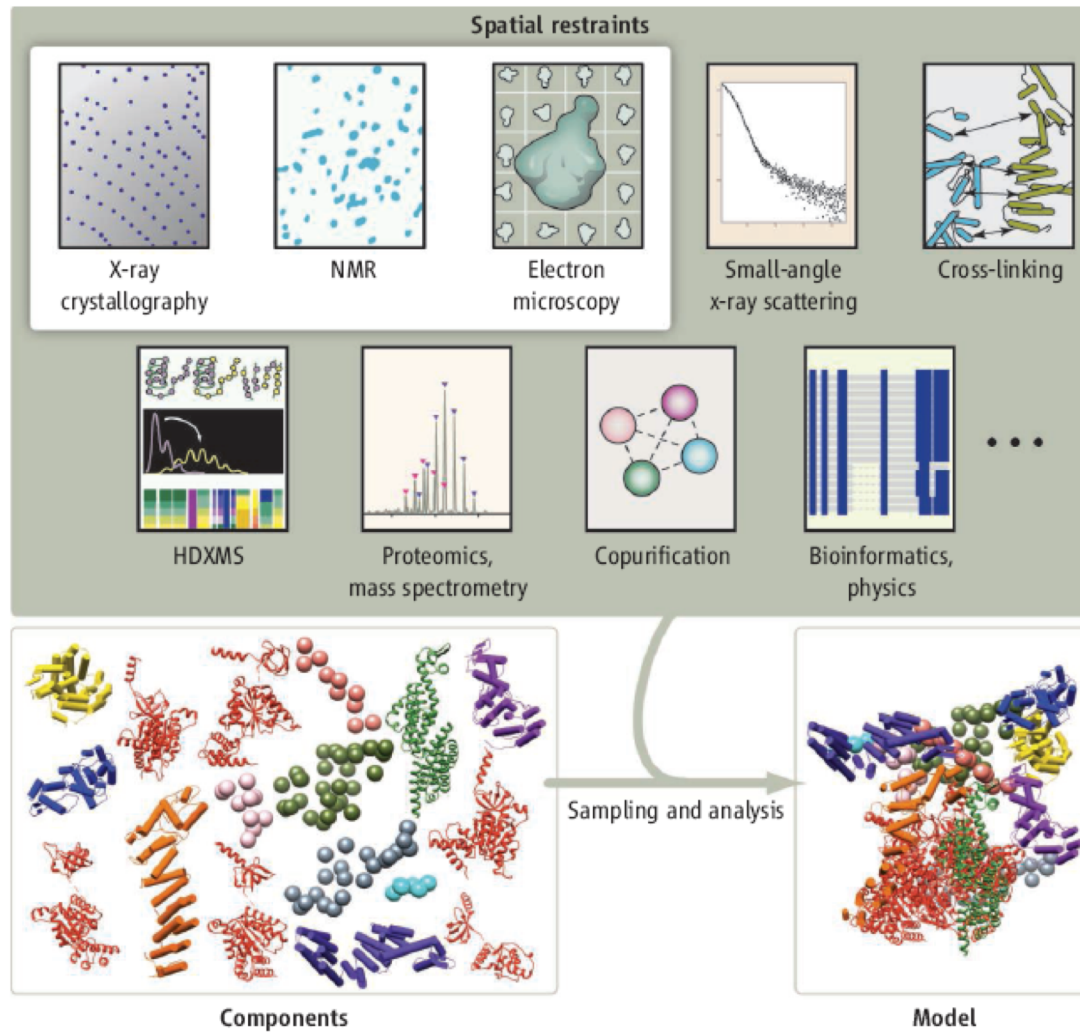 Spatial restraints
X-ray
crystallography
NMR
Electron
microscopy
Small-angle
x-ray scattering
Cross-linking
HDXMS
Proteomics,
mass spectrometry
Copurification
Bioinformatics,
physics
Sampling and analysis
Components
Model